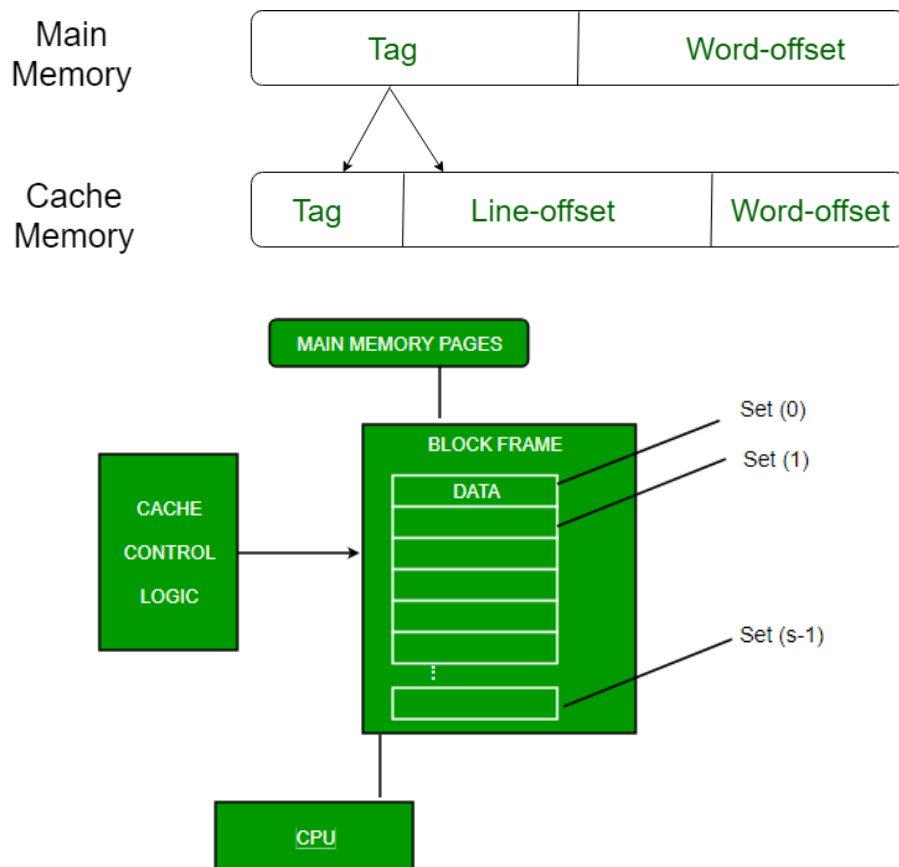 Main
Memory
Tag
Word-offset
Cache
Memory
Tag
Line-offset
Word-offset
MAIN MEMORY PAGES
Set (0)
BLOCK FRAME
Set (1)
DATA
CACHE
CONTROL
LOGIC
Set (s-1)
CPU